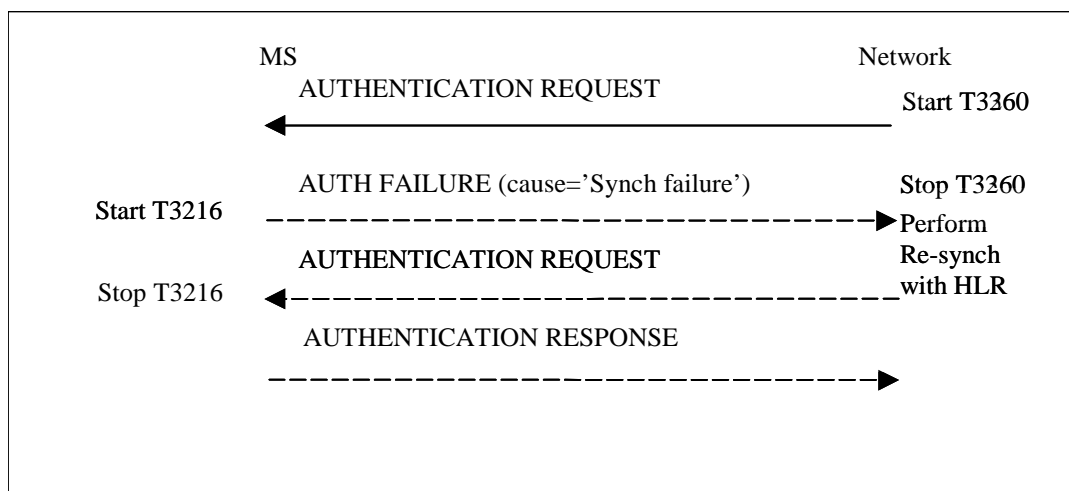 MS Network
AUTHENTICATION REQUEST
Start T3260
AUTH FAILURE (cause='Synch failure')
Stop T3260
Start T3216
Perform
Re-synch
with HLR
AUTHENTICATION REQUEST
Stop T3216
AUTHENTICATION RESPONSE